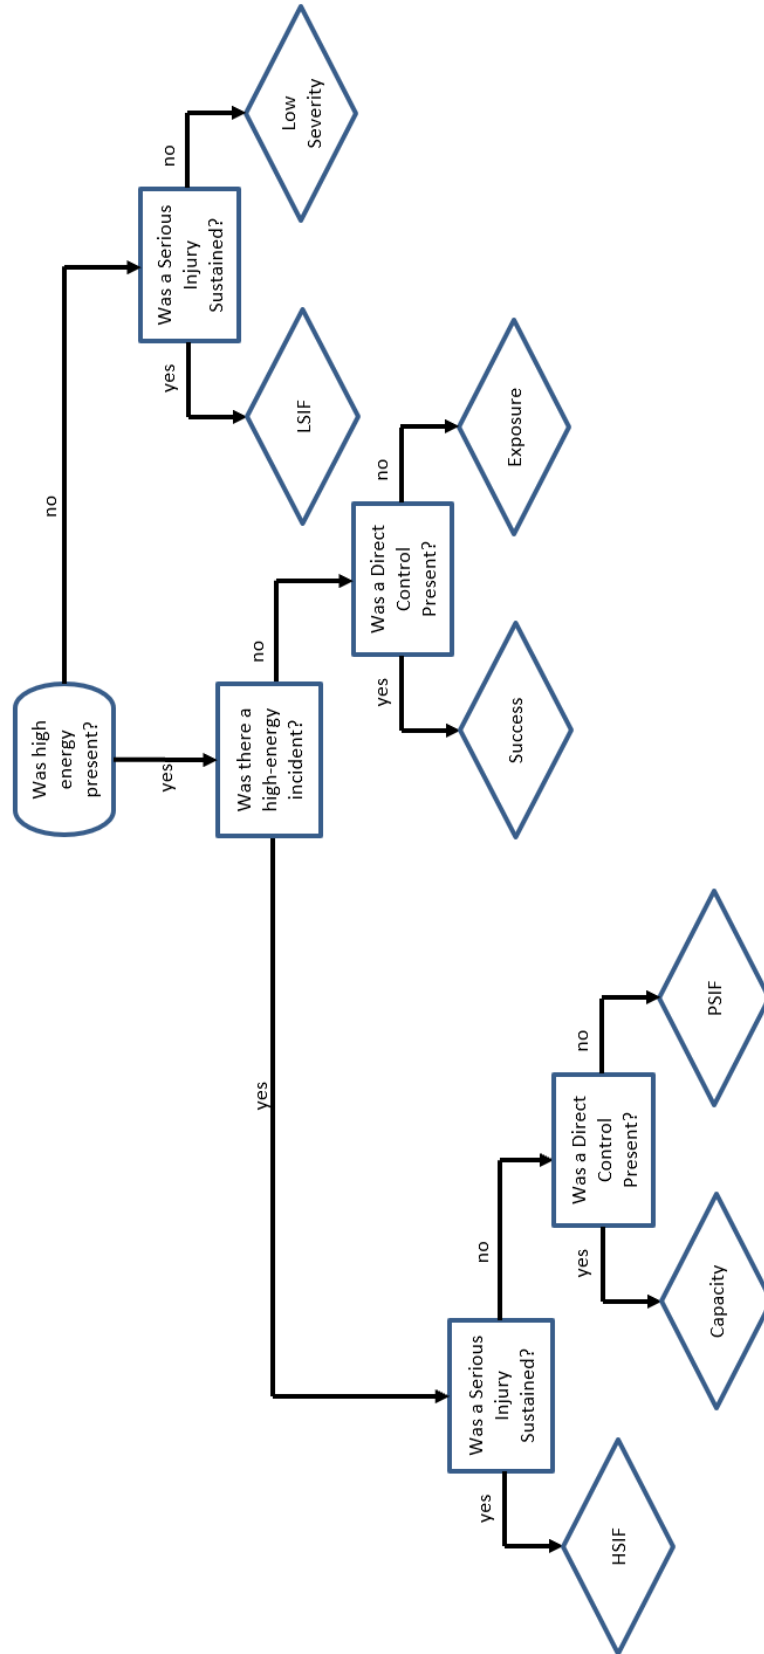 Was high
energy
present?
yes
no
Was there a
high-energy
incident?
Was a Serious
Injury
Sustained?
yes
no
yes
no
LSIF
Low
Severity
Was a Serious
Injury
Sustained?
Was a Direct
Control
Present?
yes
no
yes
no
HSIF
Was a Direct
Control
Present?
Success
Exposure
yes
no
Capacity
PSIF